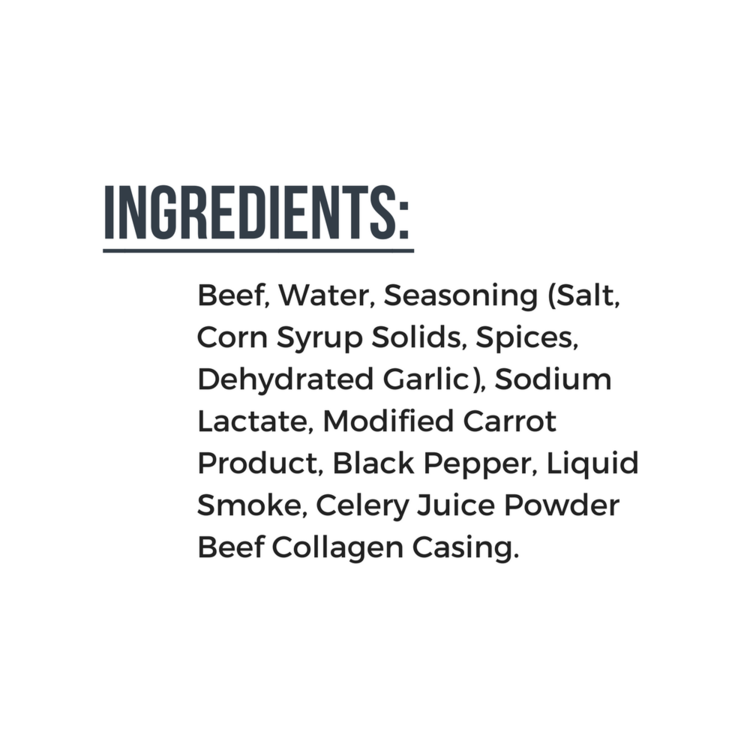 INGREDIENTS:
Beef, Water, Seasoning (Salt,
Corn Syrup Solids, Spices,
Dehydrated Garlic), Sodium
Lactate, Modified Carrot
Product, Black Pepper, Liquid
Smoke, Celery Juice Powder
Beef Collagen Casing.